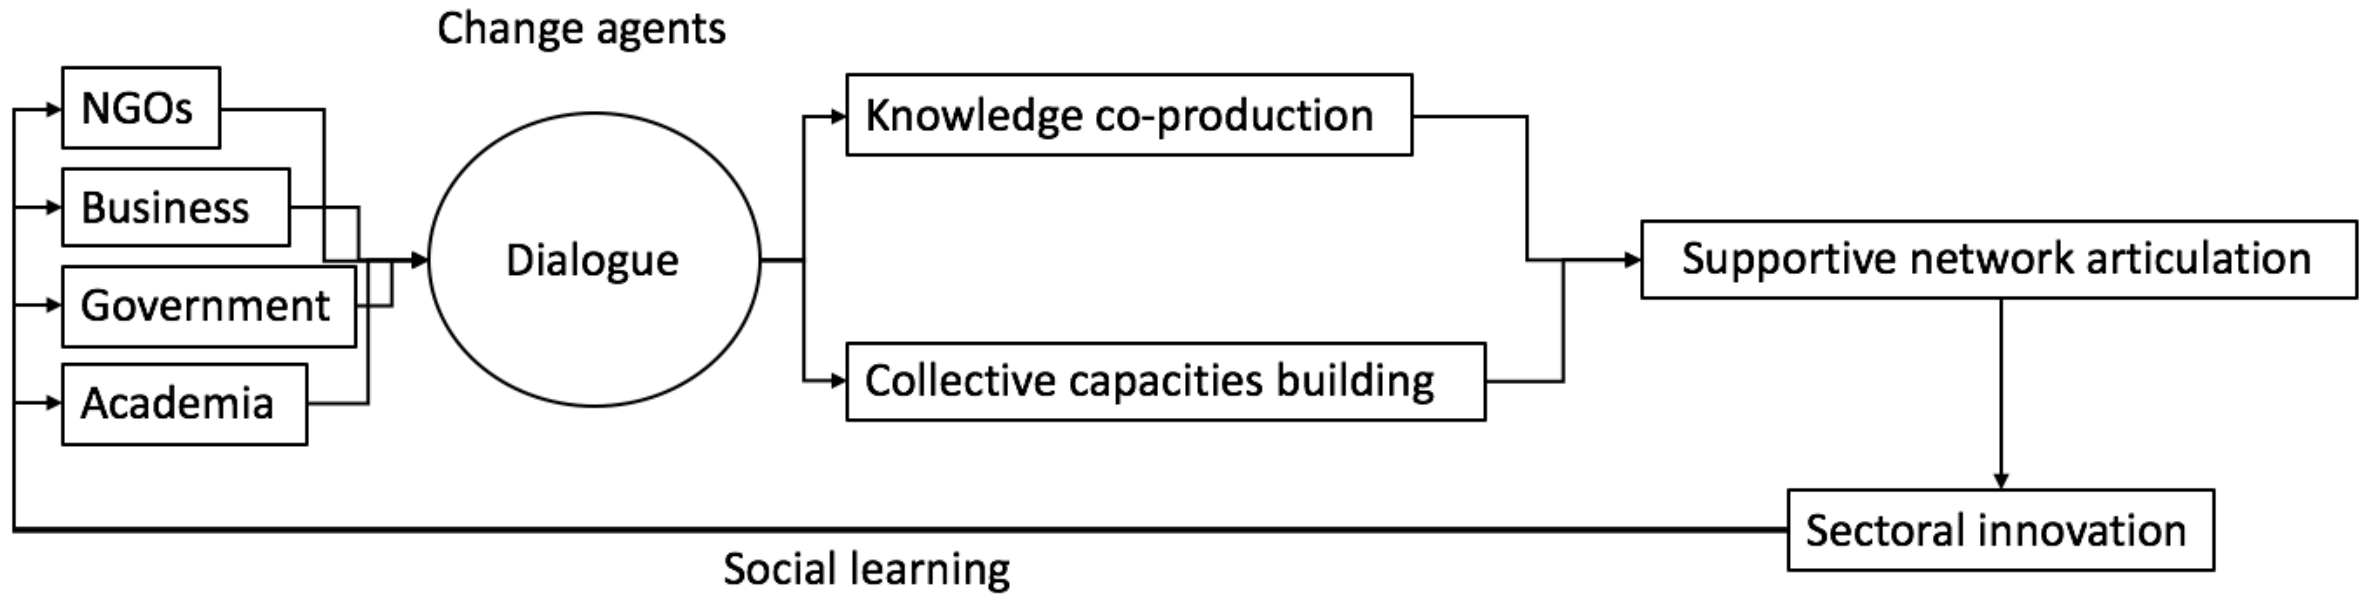 Change agents
NGOs
Business
Government
Academia
Dialogue
Knowledge co-production
Collective capacities building
Supportive network articulation
Sectoral innovation
Social learning